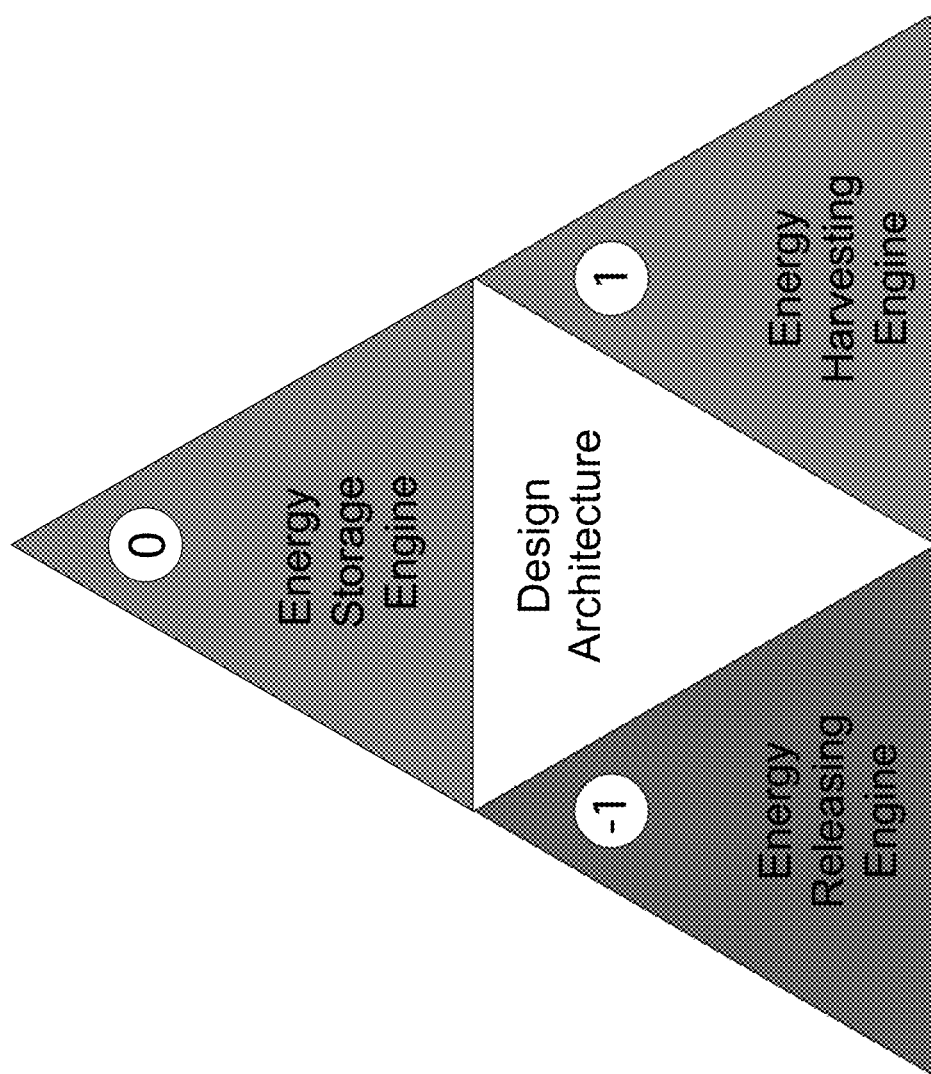 0
Energy
Storage
Engine
Design
Architecture
-1
Energy
Releasing
Engine
1
Energy
Harvesting
Engine